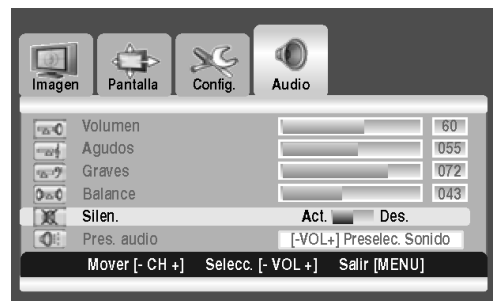 Imagen Pantalla Config. Audio
Volumen 60
Agudos 055
Graves 072
Balance 043
Silen. Act. Des.
Pres. audio [-VOL+] Preselec. Sonido
Mover [- CH +] Selecc. [- VOL +] Salir [MENU]